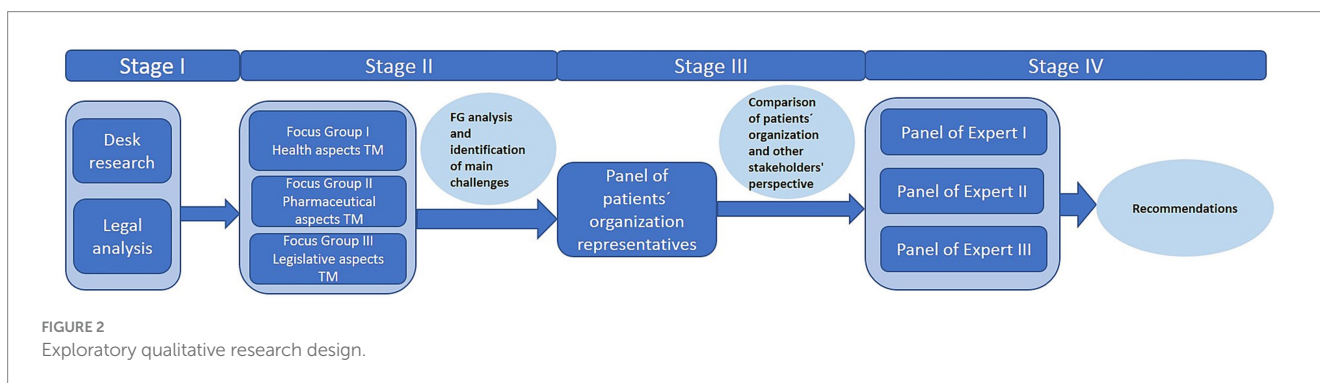 Stage I
Stage II
Stage III
Stage IV
Desk
research
Legal
analysis
Focus Group I
Health aspects TM
Focus Group II
Pharmaceutical
aspects TM
Focus Group III
Legislative aspects
TM
FG analysis
and
identification
of main
challenges
Panel of
patients´
organization
representatives
Comparison
of patients´
organization
and other
stakeholders'
perspective
Panel of Expert I
Panel of Expert II
Panel of Expert III
Recommendations
FIGURE 2
Exploratory qualitative research design.